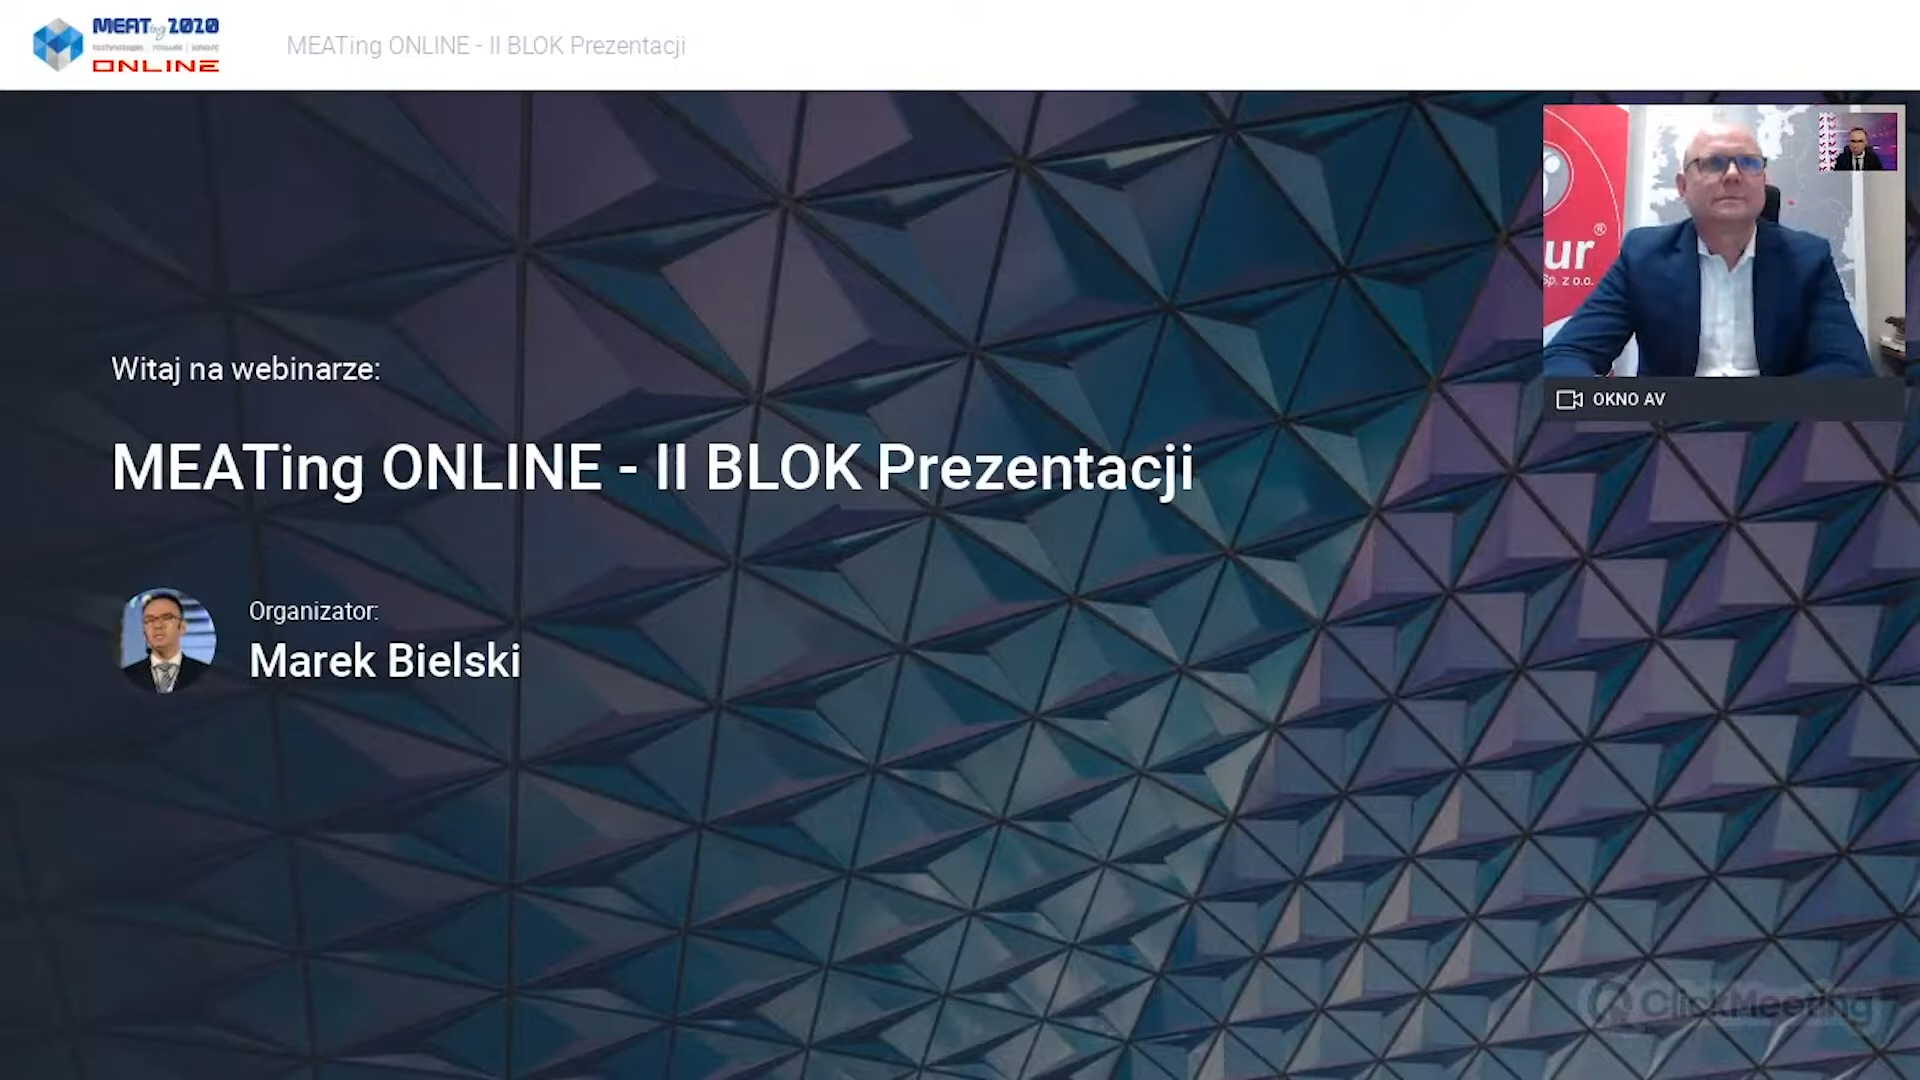 MEATing 2020
ONLINE
MEATing ONLINE - II BLOK Prezentacji
ur®
Sp. z o.o.
OKNO AV
Witaj na webinarze:
MEATing ONLINE - II BLOK Prezentacji
Organizator:
Marek Bielski
ClickMeeting